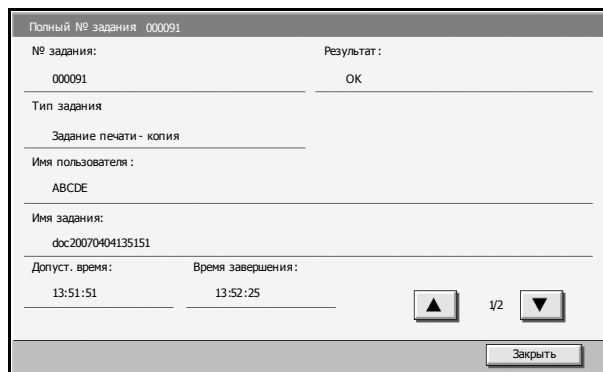 Полный № задания 000091
№ задания: Результат:
000091 OK
Тип задания
Задание печати - копия
Имя пользователя:
ABCDE
Имя задания:
doc20070404135151
Допуст. время: Время завершения:
13:51:51 13:52:25
1/2
Закрыть